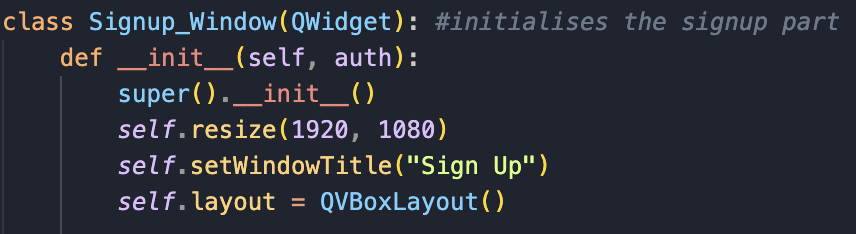 class Signup_Window(QWidget): #initialises the signup part
    def __init__(self, auth):
        super().__init__()
        self.resize(1920, 1080)
        self.setWindowTitle("Sign Up")
        self.layout = QVBoxLayout()